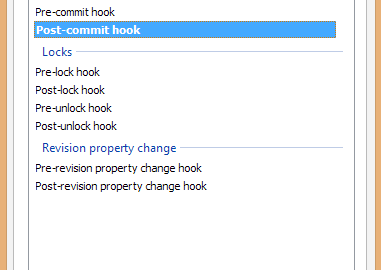 Pre-commit hook
Post-commit hook
Locks
Pre-lock hook
Post-lock hook
Pre-unlock hook
Post-unlock hook
Revision property change
Pre-revision property change hook
Post-revision property change hook